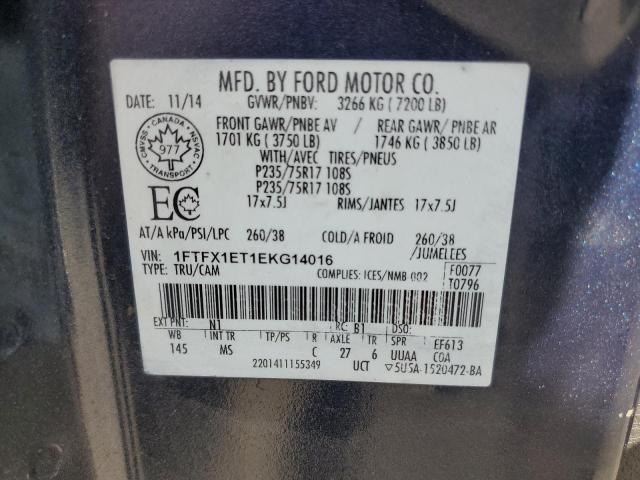 MFD. BY FORD MOTOR CO.
DATE: 11/14 GVWR/PNBV: 3266 KG ( 7200 LB)
FRONT GAWR/PNBE AV / REAR GAWR/ PNBE AR
1701 KG ( 3750 LB) 1746 KG ( 3850 LB)
WITH/AVEC TIRES/PNEUS
P235/75R17 108S
P235/75R17 108S
17x7.5J RIMS/JANTES 17x7.5J
CANADA
CMVSS NSVAC
977
TRANSPORT
EC
AT/A kPa/PSI/LPC 260/38 COLD/A FROID 260/38
/JUMELEES
VIN: 1FTFX1ET1EKG14016
TYPE: TRU/CAM COMPLIES: ICES/NMB-002
F0077
T0796
EXT PNT: N1 RC: B1 DSO:
WB INT TR TP/PS R AXLE TR SPR EF613
145 MS C 27 6 UUAA COA
2201411155349 UCT ▽5U5A-1520472-BA